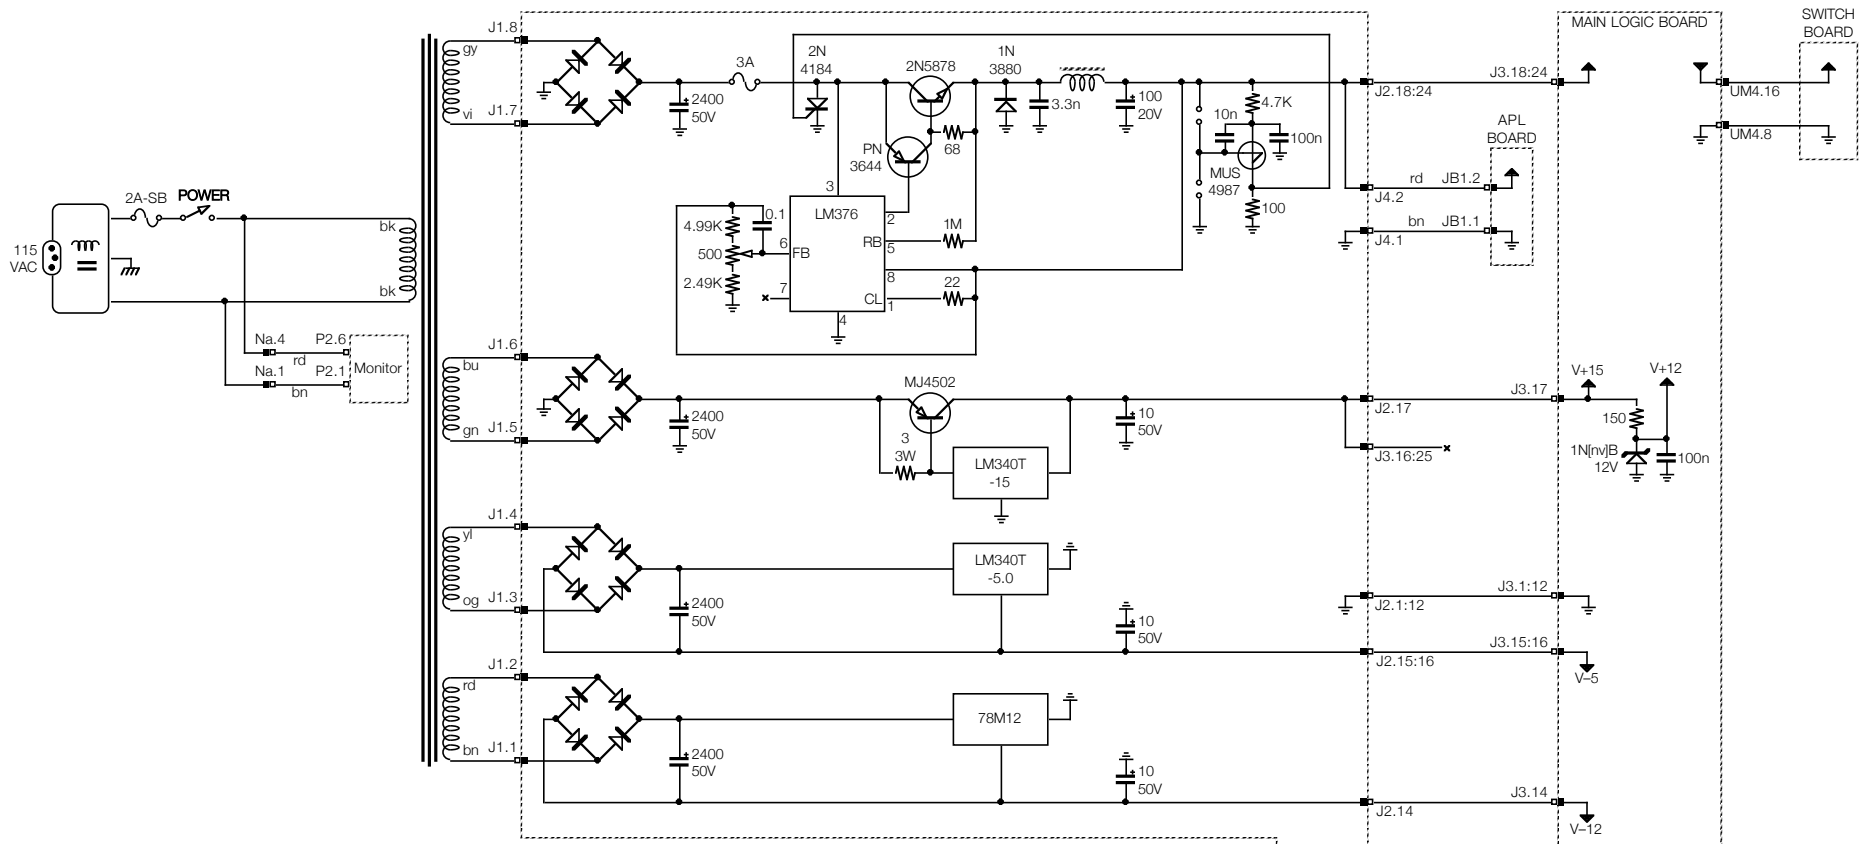 J1.8
MAIN LOGIC BOARD
SWITCH
BOARD
gy
3A
2N
4184
2N5878
1N
3880
J3.18:24
J2.18:24
UM4.16
2400
50V
3.3n
100
20V
4.7K
10n
100n
J1.7
vi
68
PN
3644
MUS
4987
100
APL
BOARD
UM4.8
rd
JB1.2
J4.2
bn
JB1.1
J4.1
3
LM376
2
RB
5
1M
8
CL
1
22
4
7
6
FB
0.1
4.99K
500
2.49K
2A-SB
POWER
115
VAC
bk
bk
Na.4
P2.6
rd
Na.1
P2.1
bn
Monitor
J1.6
bu
gn
J1.5
2400
50V
MJ4502
3
3W
LM340T
-15
10
50V
J2.17
J3.17
J3.16:25
V+15
V+12
150
1N[nv]B
12V
100n
J1.4
yl
og
J1.3
2400
50V
LM340T
-5.0
10
50V
J3.1:12
J2.1:12
J3.15:16
J2.15:16
V–5
J1.2
rd
bn
J1.1
2400
50V
78M12
10
50V
J3.14
J2.14
V–12